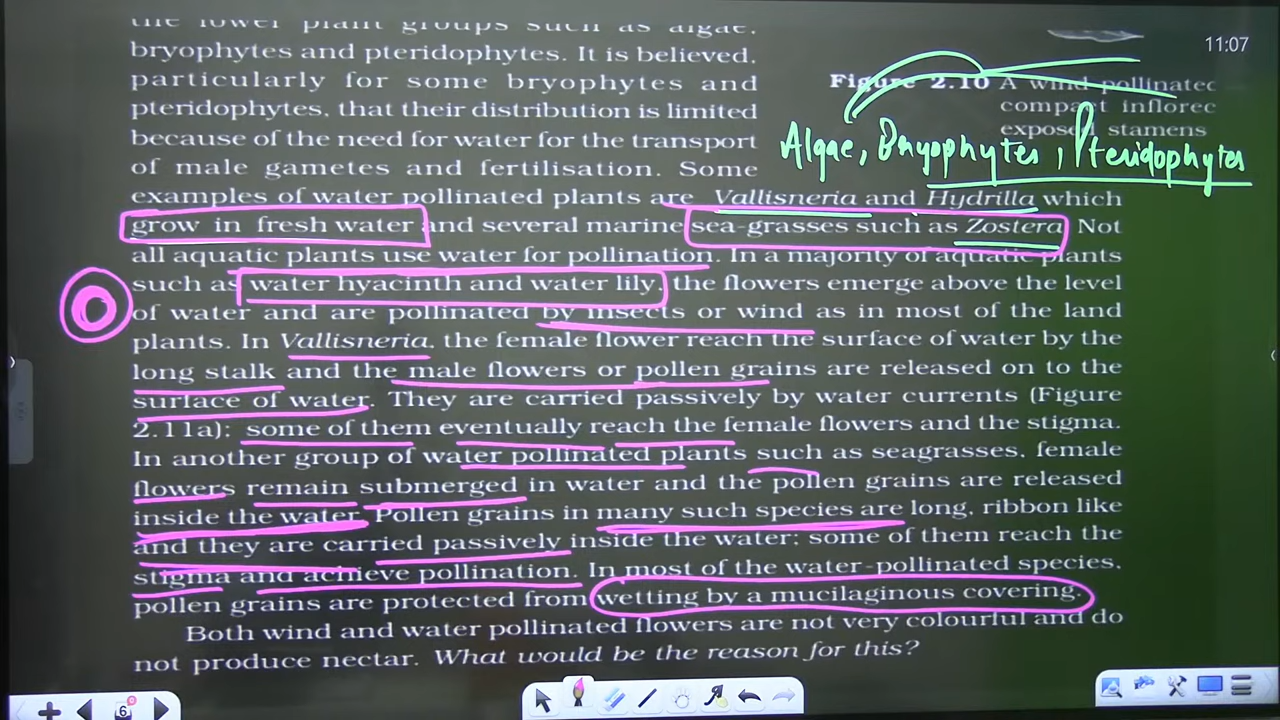 the lower plant groups such as algae,
bryophytes and pteridophytes. It is believed,
particularly for some bryophytes and
pteridophytes, that their distribution is limited
because of the need for water for the transport
of male gametes and fertilisation. Some
examples of water pollinated plants are Vallisneria and Hydrilla which
grow in fresh water and several marine sea-grasses such as Zostera. Not
all aquatic plants use water for pollination. In a majority of aquatic plants
such as water hyacinth and water lily, the flowers emerge above the level
of water and are pollinated by insects or wind as in most of the land
plants. In Vallisneria, the female flower reach the surface of water by the
long stalk and the male flowers or pollen grains are released on to the
surface of water. They are carried passively by water currents (Figure
2.11a); some of them eventually reach the female flowers and the stigma.
In another group of water pollinated plants such as seagrasses, female
flowers remain submerged in water and the pollen grains are released
inside the water. Pollen grains in many such species are long, ribbon like
and they are carried passively inside the water; some of them reach the
stigma and achieve pollination. In most of the water-pollinated species,
pollen grains are protected from wetting by a mucilaginous covering.
Both wind and water pollinated flowers are not very colourful and do
not produce nectar. What would be the reason for this?
11:07
Figure 2.10 A wind pollinated
compact inflorec
exposed stamens
Algae, Bryophytes, Pteridophytes
6